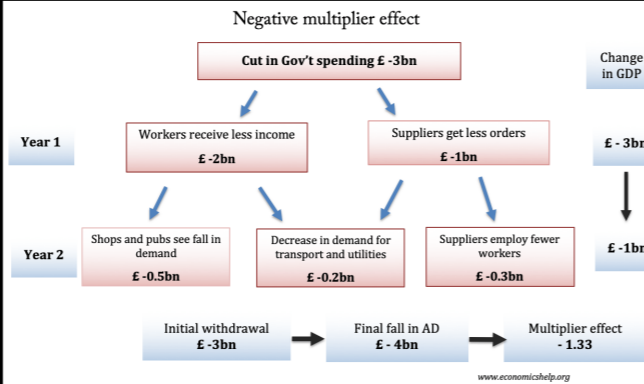 Negative multiplier effect
Cut in Gov't spending £ -3bn
Change
in GDP
Year 1
Workers receive less income
£ -2bn
Suppliers get less orders
£ -1bn
£ - 3bn
Year 2
Shops and pubs see fall in
demand
£ -0.5bn
Decrease in demand for
transport and utilities
£ -0.2bn
Suppliers employ fewer
workers
£ -0.3bn
£ -1bn
Initial withdrawal
£ -3bn
Final fall in AD
£ - 4bn
Multiplier effect
- 1.33
www.economicshelp.org